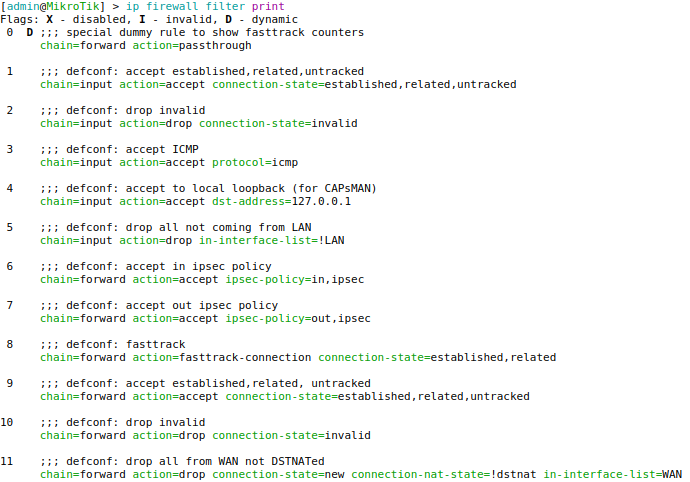 [admin@MikroTik] > ip firewall filter print
Flags: X - disabled, I - invalid, D - dynamic
 0  D ;;; special dummy rule to show fasttrack counters
      chain=forward action=passthrough
 1    ;;; defconf: accept established,related,untracked
      chain=input action=accept connection-state=established,related,untracked
 2    ;;; defconf: drop invalid
      chain=input action=drop connection-state=invalid
 3    ;;; defconf: accept ICMP
      chain=input action=accept protocol=icmp
 4    ;;; defconf: accept to local loopback (for CAPsMAN)
      chain=input action=accept dst-address=127.0.0.1
 5    ;;; defconf: drop all not coming from LAN
      chain=input action=drop in-interface-list=!LAN
 6    ;;; defconf: accept in ipsec policy
      chain=forward action=accept ipsec-policy=in,ipsec
 7    ;;; defconf: accept out ipsec policy
      chain=forward action=accept ipsec-policy=out,ipsec
 8    ;;; defconf: fasttrack
      chain=forward action=fasttrack-connection connection-state=established,related
 9    ;;; defconf: accept established,related, untracked
      chain=forward action=accept connection-state=established,related,untracked
10    ;;; defconf: drop invalid
      chain=forward action=drop connection-state=invalid
11    ;;; defconf: drop all from WAN not DSTNATed
      chain=forward action=drop connection-state=new connection-nat-state=!dstnat in-interface-list=WAN